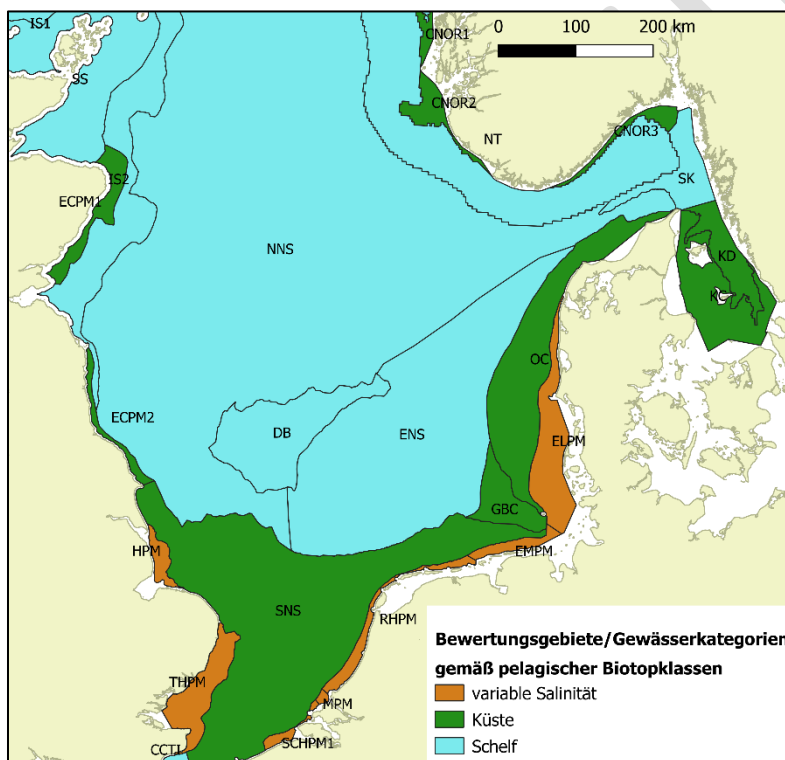 IS1
CNOR1
0 100 200 km
SS
CNOR2
CNOR3
NT
IS2
SK
ECPM1
NNS
KD
OC
ECPM2
DB
ENS
ELPM
GBC
HPM
EMPM
SNS
RHPM
THPM
MPM
CCTI
SCHPM1
Bewertungsgebiete/Gewässerkategorien
gemäß pelagischer Biotopklassen
variable Salinität
Küste
Schelf